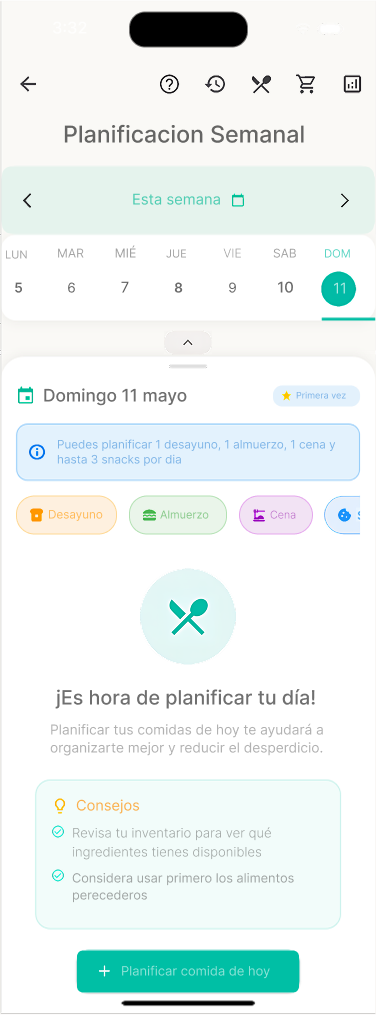 3:32
Planificacion Semanal
Esta semana
LUN MAR MIÉ JUE VIE SAB DOM
5 6 7 8 9 10 11
Domingo 11 mayo
Primera vez
Puedes planificar 1 desayuno, 1 almuerzo, 1 cena y
hasta 3 snacks por dia
Desayuno Almuerzo Cena S
¡Es hora de planificar tu día!
Planificar tus comidas de hoy te ayudará a
organizarte mejor y reducir el desperdicio.
Consejos
Revisa tu inventario para ver qué
ingredientes tienes disponibles
Considera usar primero los alimentos
perecederos
+ Planificar comida de hoy